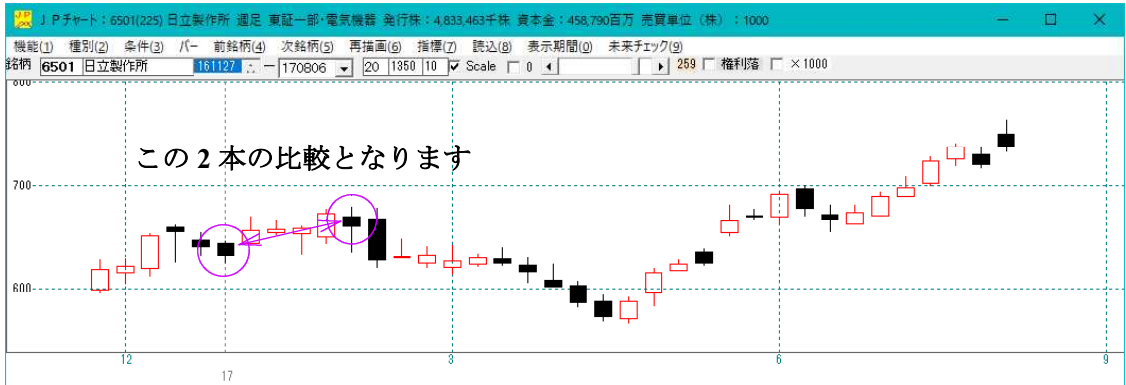 JPチャート：6501(225) 日立製作所 週足 東証一部・電気機器 発行株：4,833,463千株 資本金：458,790百万 売買単位（株）：1000
機能(1) 種別(2) 条件(3) バー 前銘柄(4) 次銘柄(5) 再描画(6) 指標(7) 読込(8) 表示期間(0) 未来チェック(9)
銘柄 6501 日立製作所 161127 ― 170806 20 1350 10 Scale 0 259 権利落 ×1000
800
この2本の比較となります
700
600
12 3 6 9
17